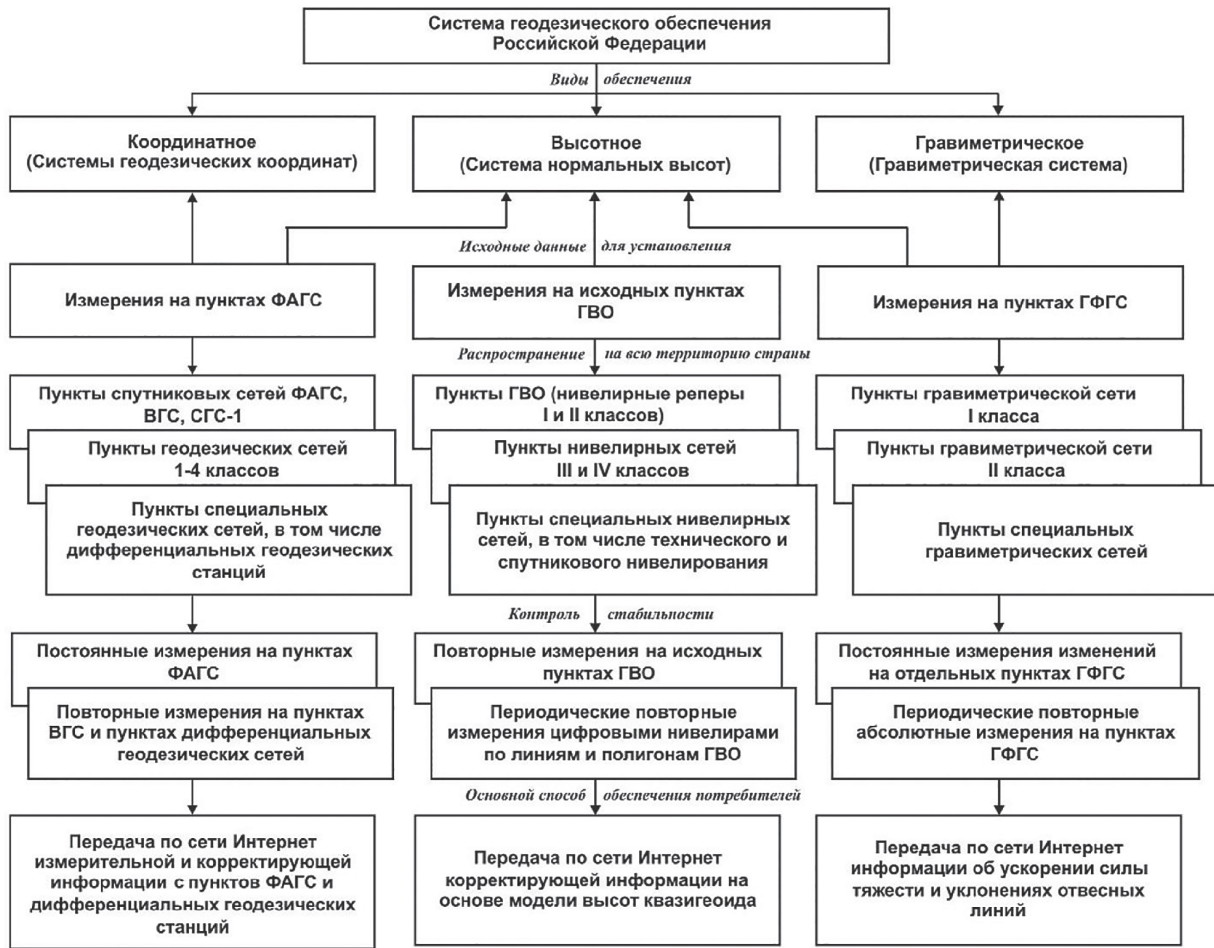 Система геодезического обеспечения
Российской Федерации
Виды обеспечения
Координатное
(Системы геодезических координат)
Высотное
(Система нормальных высот)
Гравиметрическое
(Гравиметрическая система)
Исходные данные для установления
Измерения на пунктах ФАГС
Измерения на исходных пунктах
ГВО
Измерения на пунктах ГФГС
Распространение на всю территорию страны
Пункты спутниковых сетей ФАГС,
ВГС, СГС-1
Пункты геодезических сетей
1-4 классов
Пункты специальных
геодезических сетей, в том числе
дифференциальных геодезических
станций
Пункты ГВО (нивелирные реперы
I и II классов)
Пункты нивелирных сетей
III и IV классов
Пункты специальных нивелирных
сетей, в том числе технического и
спутникового нивелирования
Пункты гравиметрической сети
I класса
Пункты гравиметрической сети
II класса
Пункты специальных
гравиметрических сетей
Контроль стабильности
Постоянные измерения на пунктах
ФАГС
Повторные измерения на пунктах
ВГС и пунктах дифференциальных
геодезических сетей
Повторные измерения на исходных
пунктах ГВО
Периодические повторные
измерения цифровыми нивелирами
по линиям и полигонам ГВО
Постоянные измерения изменений
на отдельных пунктах ГФГС
Периодические повторные
абсолютные измерения на пунктах
ГФГС
Основной способ обеспечения потребителей
Передача по сети Интернет
измерительной и корректирующей
информации с пунктов ФАГС и
дифференциальных геодезических
станций
Передача по сети Интернет
корректирующей информации на
основе модели высот квазигеоида
Передача по сети Интернет
информации об ускорении силы
тяжести и уклонениях отвесных
линий